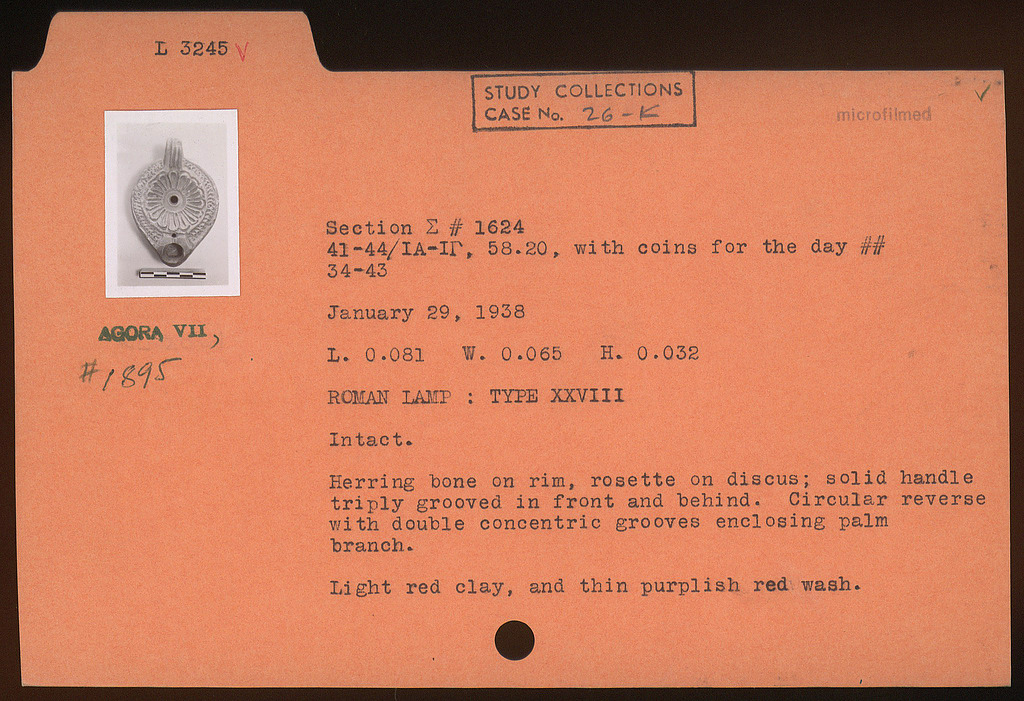 L 3245 √
STUDY COLLECTIONS
CASE No. 26-K
✓
microfilmed
Section Σ # 1624
41-44/ΙΑ-ΙΓ, 58.20, with coins for the day ##
34-43
January 29, 1938
L. 0.081 W. 0.065 H. 0.032
ROMAN LAMP : TYPE XXVIII
Intact.
Herring bone on rim, rosette on discus; solid handle
triply grooved in front and behind. Circular reverse
with double concentric grooves enclosing palm
branch.
Light red clay, and thin purplish red wash.
AGORA VII,
#1895